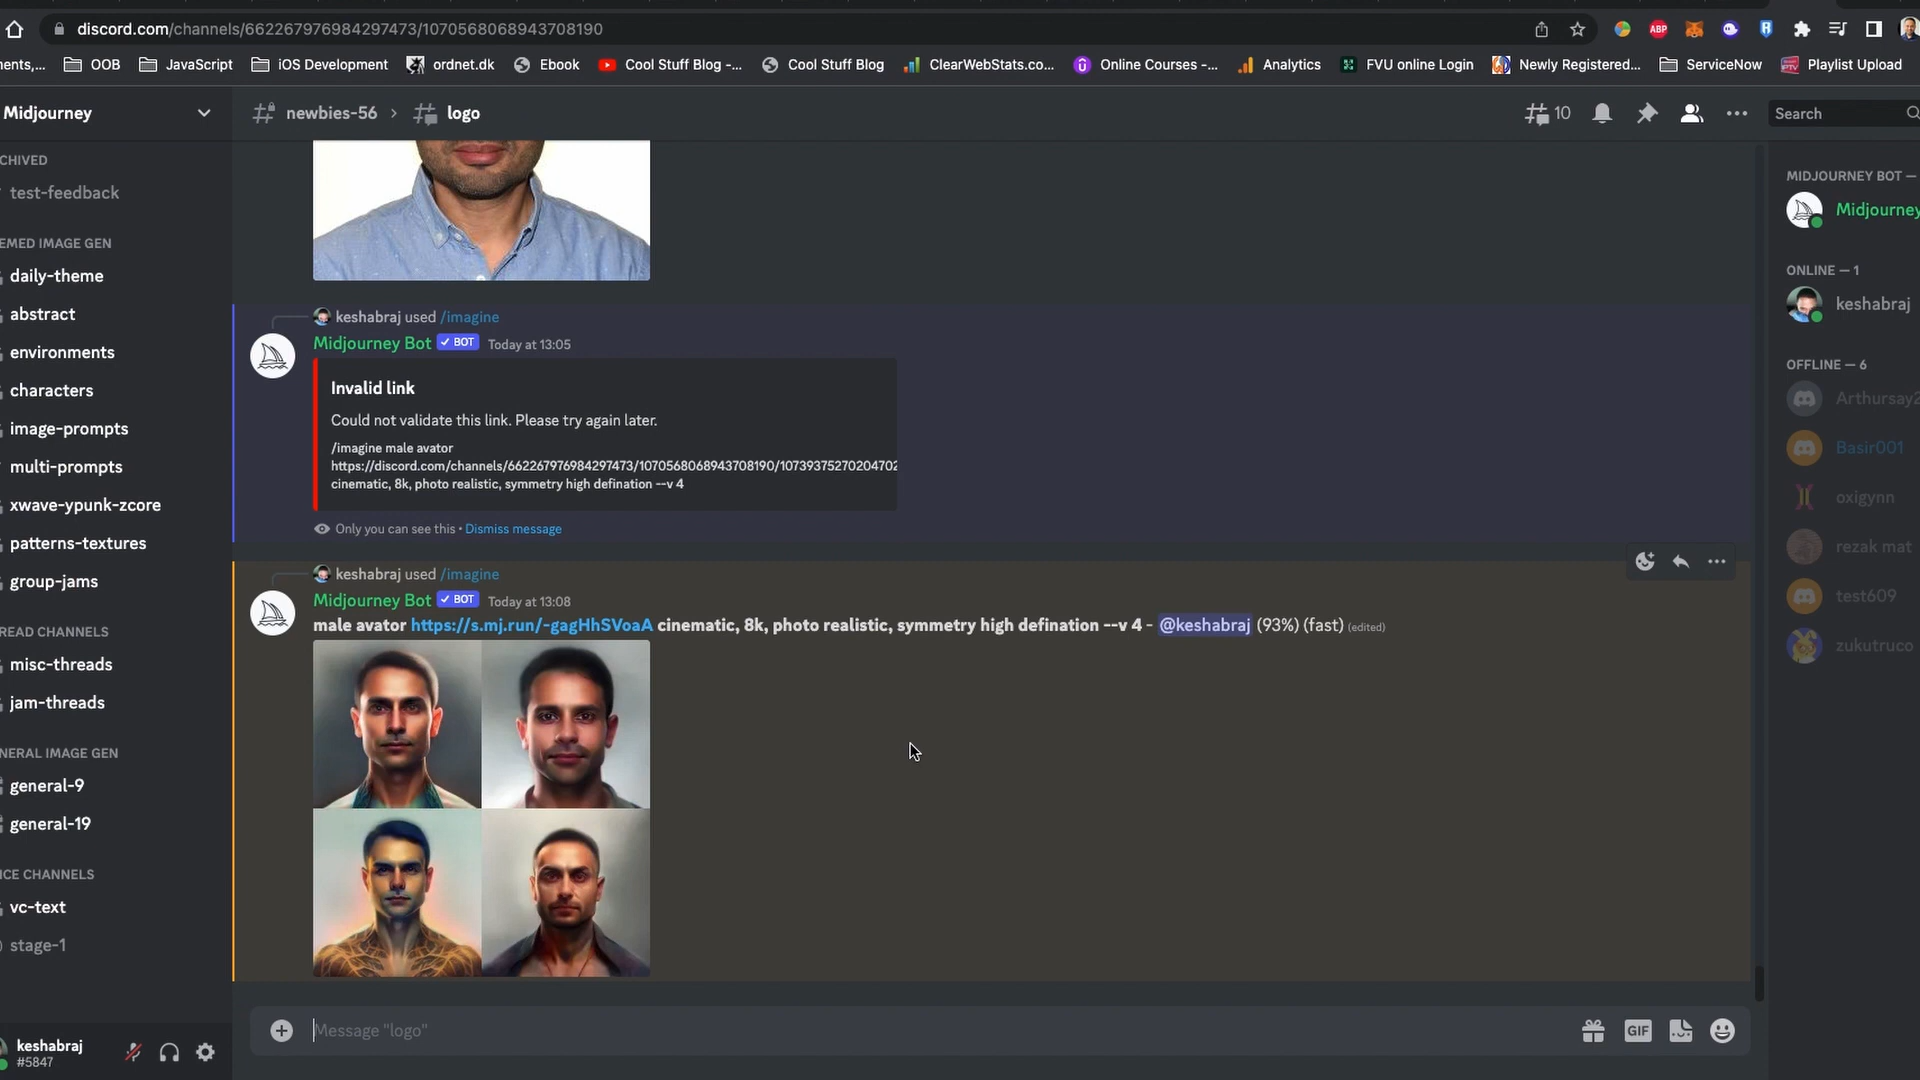 discord.com/channels/662267976984297473/1070568068943708190
ents,... OOB JavaScript iOS Development ordnet.dk Ebook Cool Stuff Blog -... Cool Stuff Blog ClearWebStats.co... Online Courses -... Analytics FVU online Login Newly Registered... ServiceNow Playlist Upload
ABP
Midjourney
newbies-56 > logo
10
Search
CHIVED
test-feedback
EMED IMAGE GEN
daily-theme
abstract
environments
characters
image-prompts
multi-prompts
xwave-ypunk-zcore
patterns-textures
group-jams
READ CHANNELS
misc-threads
jam-threads
NERAL IMAGE GEN
general-9
general-19
ICE CHANNELS
vc-text
stage-1
keshabraj
#5847
keshabraj used /imagine
Midjourney Bot ✓ BOT Today at 13:05
Invalid link
Could not validate this link. Please try again later.
/imagine male avator
https://discord.com/channels/662267976984297473/1070568068943708190/10739375270204702
cinematic, 8k, photo realistic, symmetry high defination --v 4
Only you can see this • Dismiss message
keshabraj used /imagine
Midjourney Bot ✓ BOT Today at 13:08
male avator https://s.mj.run/-gagHhSVoaA cinematic, 8k, photo realistic, symmetry high defination --v 4 - @keshabraj (93%) (fast) (edited)
Message "logo"
GIF
MIDJOURNEY BOT —
Midjourney
ONLINE — 1
keshabraj
OFFLINE — 6
Arthursay2
Basir001
oxigynn
rezak mat
test609
zukutruco